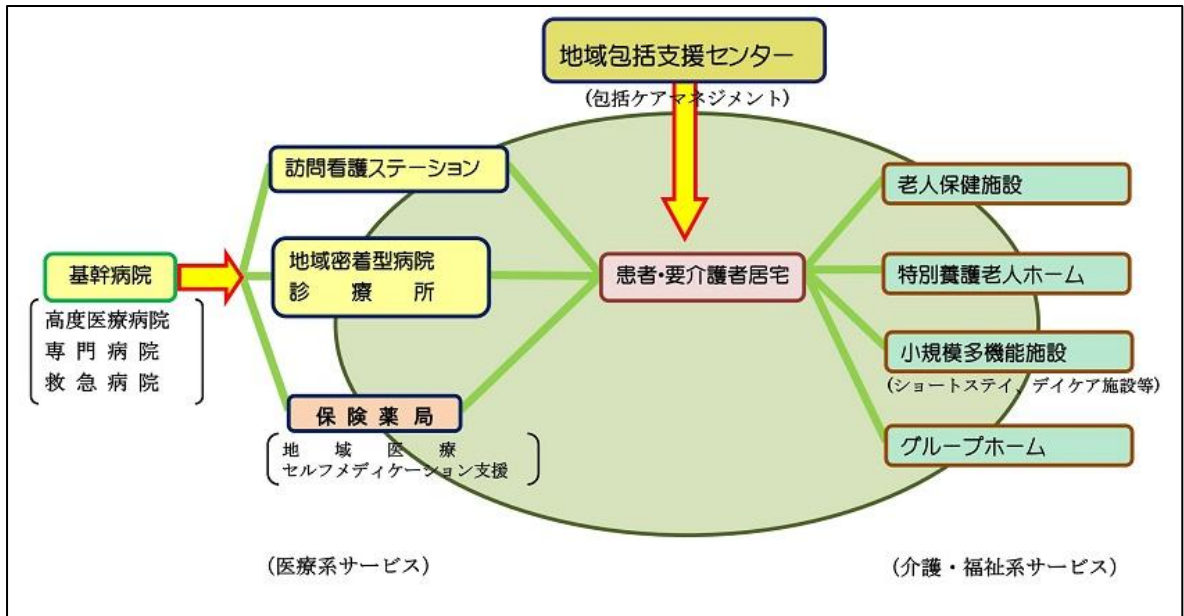 地域包括支援センター
(包括ケアマネジメント)
訪問看護ステーション
地域密着型病院
診療所
基幹病院
高度医療病院
専門病院
救急病院
保険薬局
地域医療
セルフメディケーション支援
患者・要介護者居宅
老人保健施設
特別養護老人ホーム
小規模多機能施設
(ショートステイ、デイケア施設等)
グループホーム
(医療系サービス)
(介護・福祉系サービス)